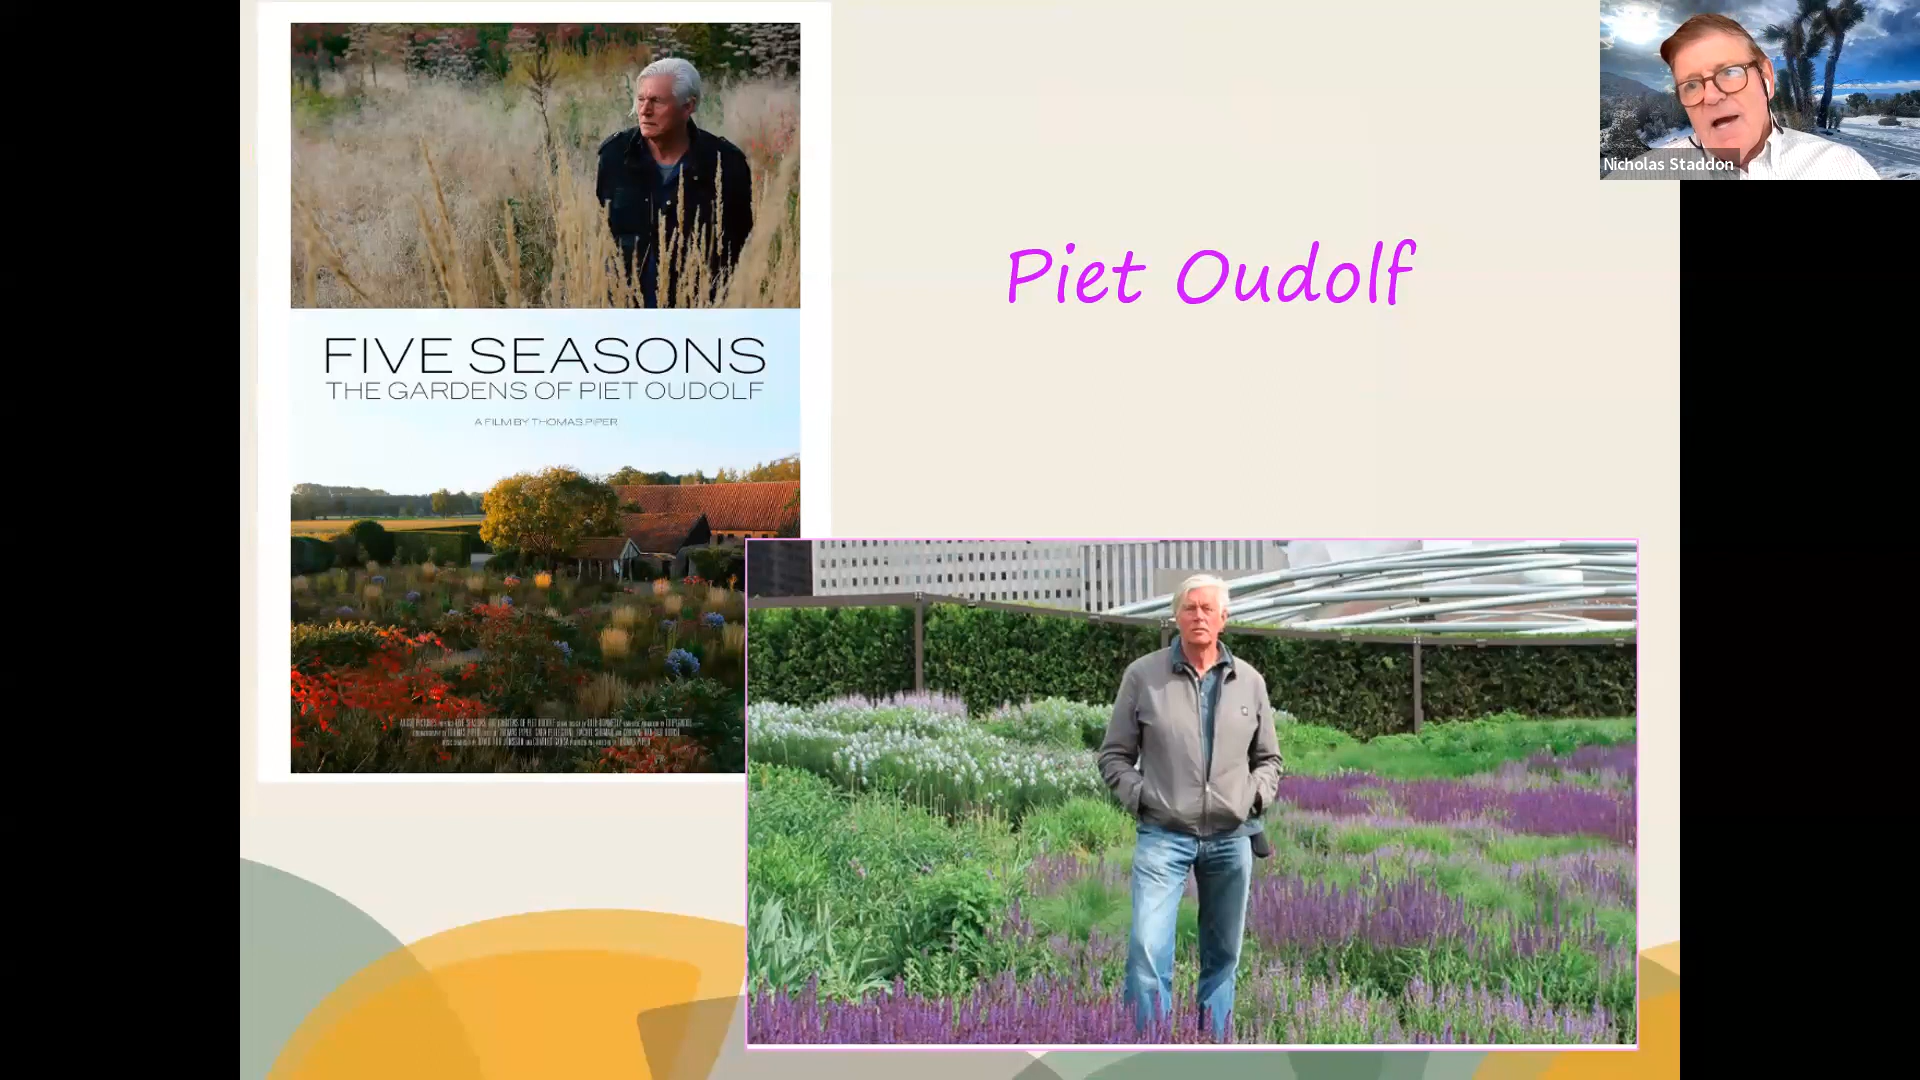 FIVE SEASONS
THE GARDENS OF PIET OUDOLF
A FILM BY THOMAS PIPER
Piet Oudolf
Nicholas Staddon